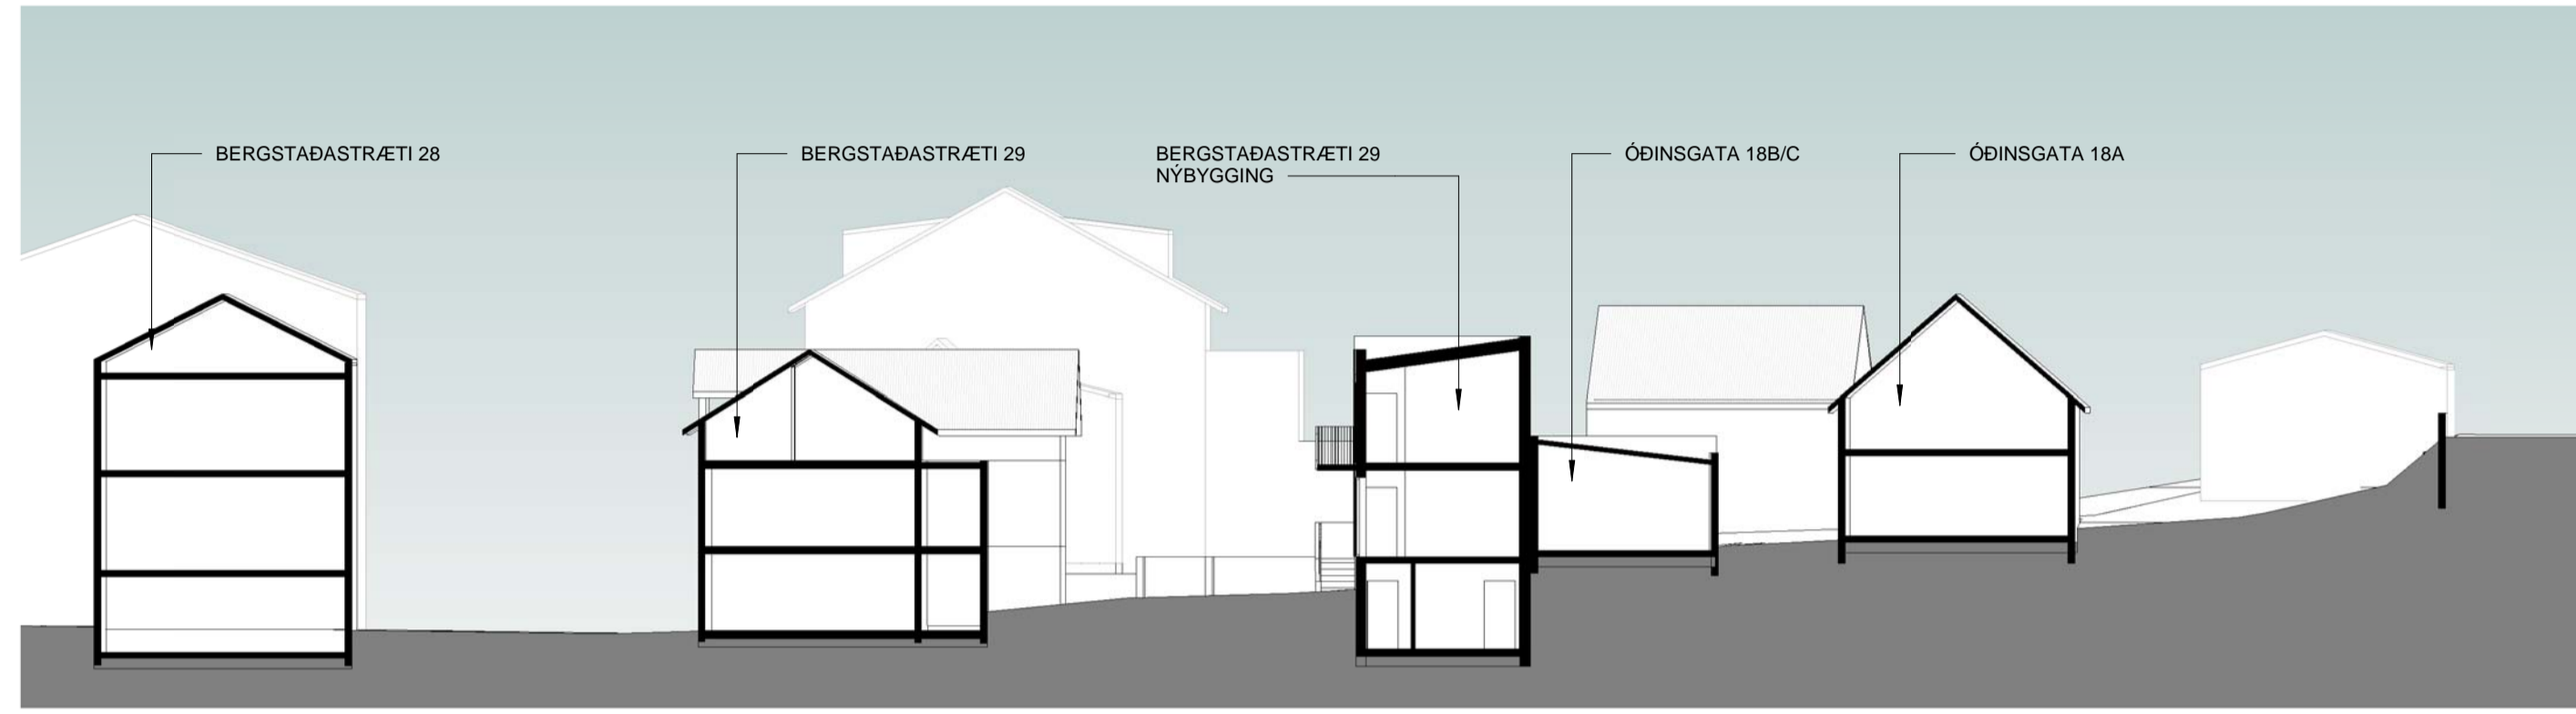 BERGSTAÐASTRÆTI 28
BERGSTAÐASTRÆTI 29
BERGSTAÐASTRÆTI 29
NÝBYGGING
ÓÐINSGATA 18B/C
ÓÐINSGATA 18A